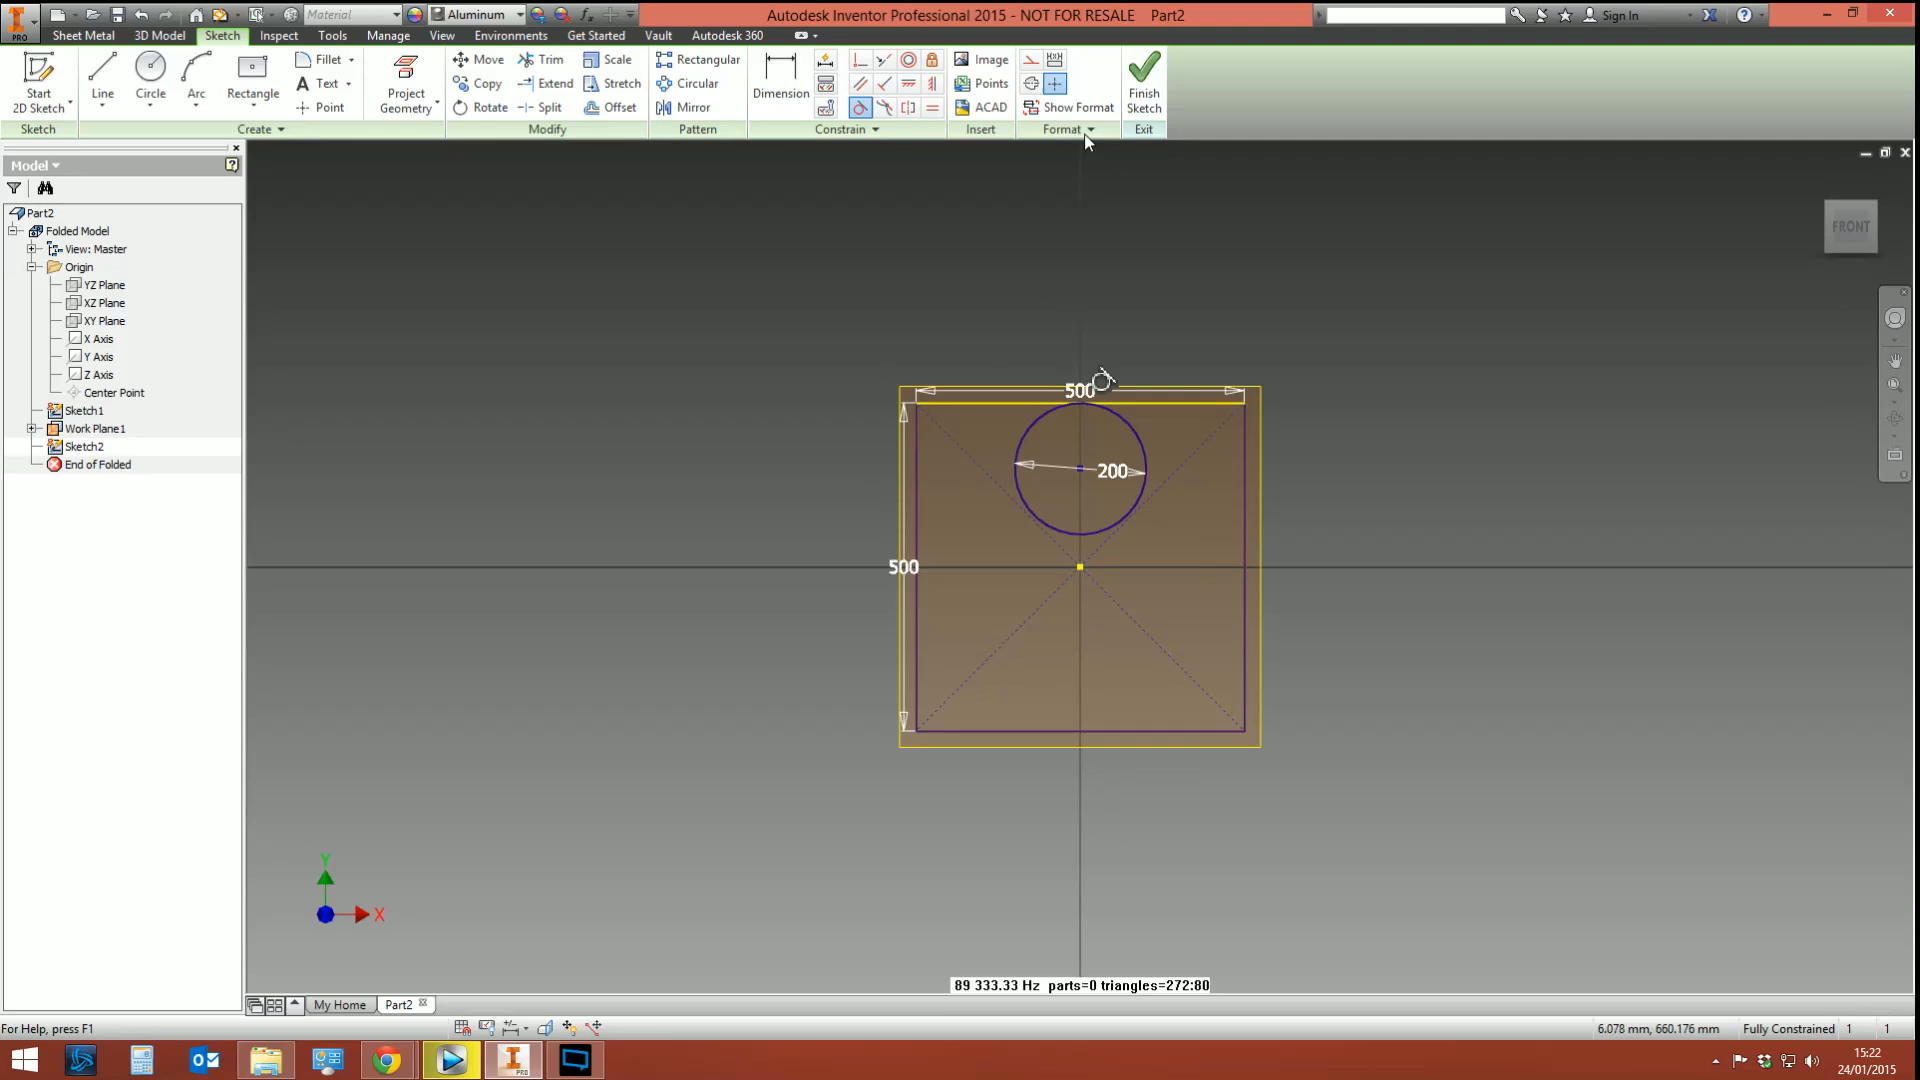 Material
Aluminum
Autodesk Inventor Professional 2015 - NOT FOR RESALE Part2
Sign In
PRO
Sheet Metal
3D Model
Sketch
Inspect
Tools
Manage
View
Environments
Get Started
Vault
Autodesk 360
Start
2D Sketch
Line
Circle
Arc
Rectangle
Fillet
Text
Point
Project
Geometry
Move
Copy
Rotate
Trim
Extend
Split
Scale
Stretch
Offset
Rectangular
Circular
Mirror
Dimension
Image
Points
ACAD
Show Format
Finish
Sketch
Sketch
Create
Modify
Pattern
Constrain
Insert
Format
Exit
Model
Part2
Folded Model
View: Master
Origin
YZ Plane
XZ Plane
XY Plane
X Axis
Y Axis
Z Axis
Center Point
Sketch1
Work Plane1
Sketch2
End of Folded
FRONT
500
200
500
Y
X
89 333.33 Hz parts=0 triangles=272:80
My Home
Part2
For Help, press F1
6.078 mm, 660.176 mm
Fully Constrained
1
1
PRO
15:22
24/01/2015